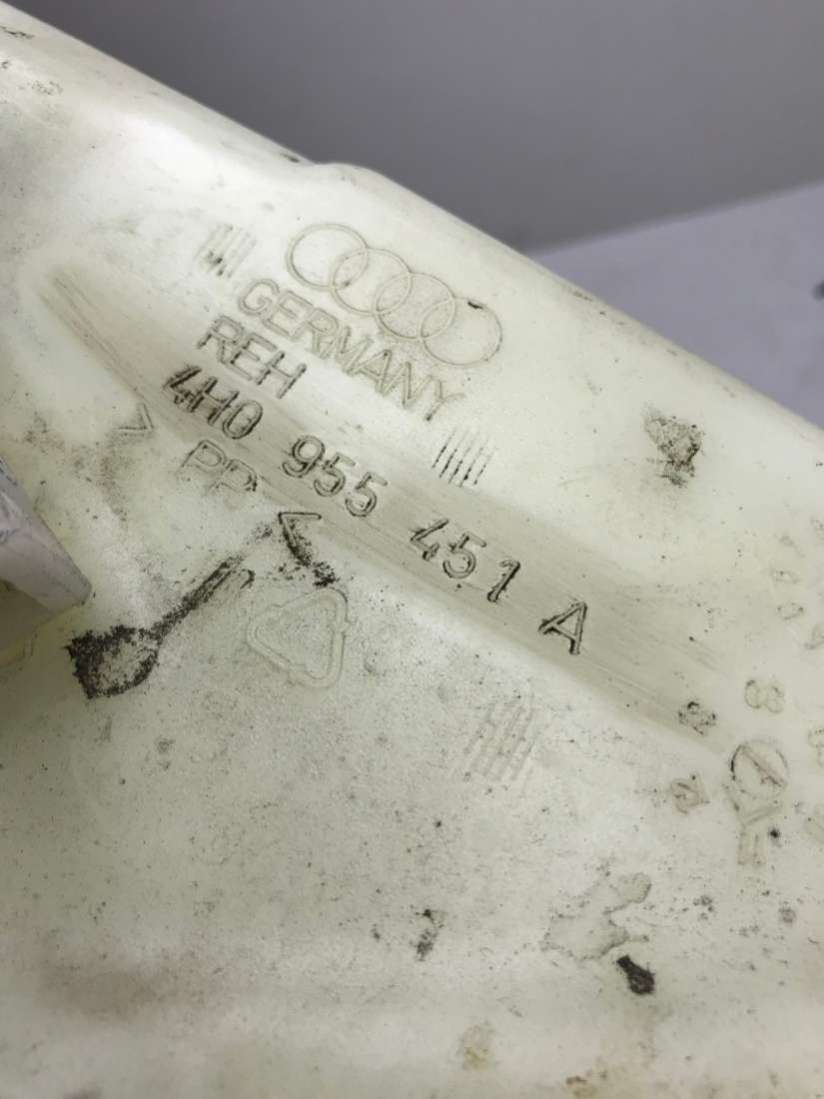 GERMANY
REH
4H0 955 451 A
>PP<